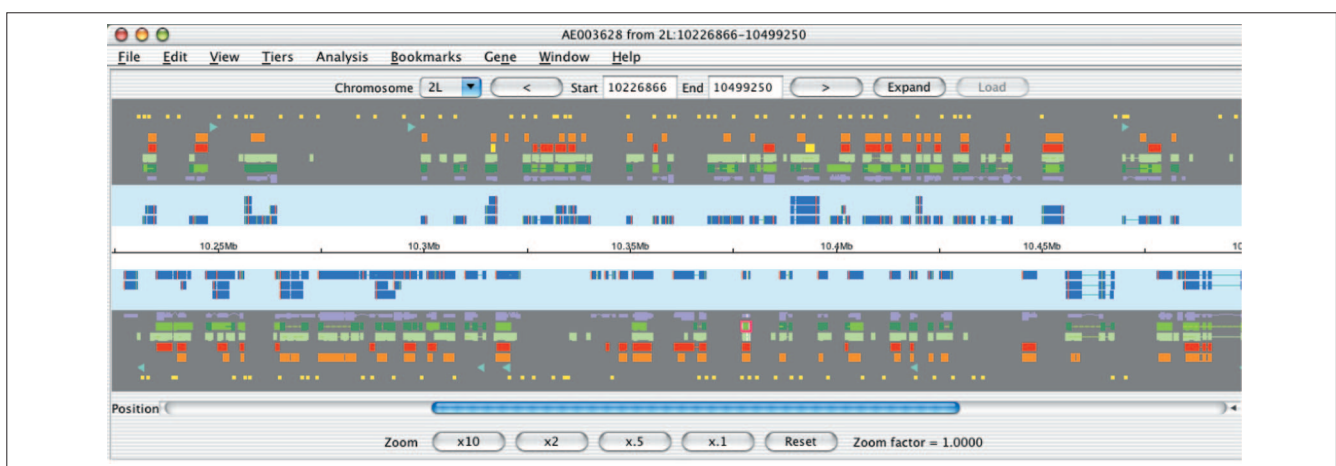 AE003628 from 2L:10226866-10499250
File Edit View Tiers Analysis Bookmarks Gene Window Help
Chromosome 2L < Start 10226866 End 10499250 > Expand Load
10.25Mb 10.3Mb 10.35Mb 10.4Mb 10.45Mb 10
Position
Zoom x10 x2 x.5 x.1 Reset Zoom factor = 1.0000